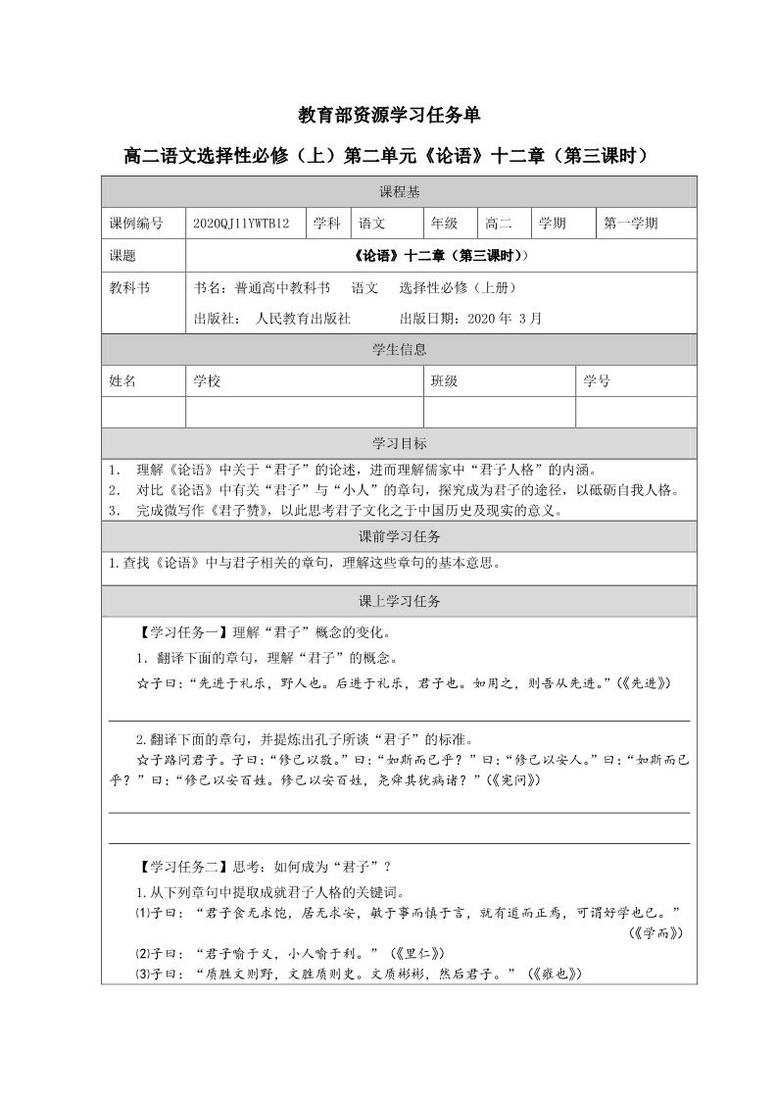 教育部资源学习任务单
高二语文选择性必修（上）第二单元《论语》十二章（第三课时）
课程基
课例编号 2020QJ11YWTB12 学科 语文 年级 高二 学期 第一学期
课题 《论语》十二章（第三课时））
教科书 书名：普通高中教科书 语文 选择性必修（上册）
出版社： 人民教育出版社 出版日期：2020 年 3 月
学生信息
姓名 学校 班级 学号
学习目标
1. 理解《论语》中关于“君子”的论述，进而理解儒家中“君子人格”的内涵。
2. 对比《论语》中有关“君子”与“小人”的章句，探究成为君子的途径，以砥砺自我人格。
3. 完成微写作《君子赞》，以此思考君子文化之于中国历史及现实的意义。
课前学习任务
1.查找《论语》中与君子相关的章句，理解这些章句的基本意思。
课上学习任务
【学习任务一】理解“君子”概念的变化。
1. 翻译下面的章句，理解“君子”的概念。
☆子曰：“先进于礼乐，野人也。后进于礼乐，君子也。如用之，则吾从先进。”（《先进》）
2.翻译下面的章句，并提炼出孔子所谈“君子”的标准。
☆子路问君子。子曰：“修己以敬。”曰：“如斯而已乎？”曰：“修己以安人。”曰：“如斯而已
乎？”曰：“修己以安百姓。修己以安百姓，尧舜其犹病诸？”（《宪问》）
【学习任务二】思考：如何成为“君子”？
1.从下列章句中提取成就君子人格的关键词。
⑴子曰：“君子食无求饱，居无求安，敏于事而慎于言，就有道而正焉，可谓好学也已。”
（《学而》）
⑵子曰：“君子喻于义，小人喻于利。”（《里仁》）
⑶子曰：“质胜文则野，文胜质则史。文质彬彬，然后君子。”（《雍也》）